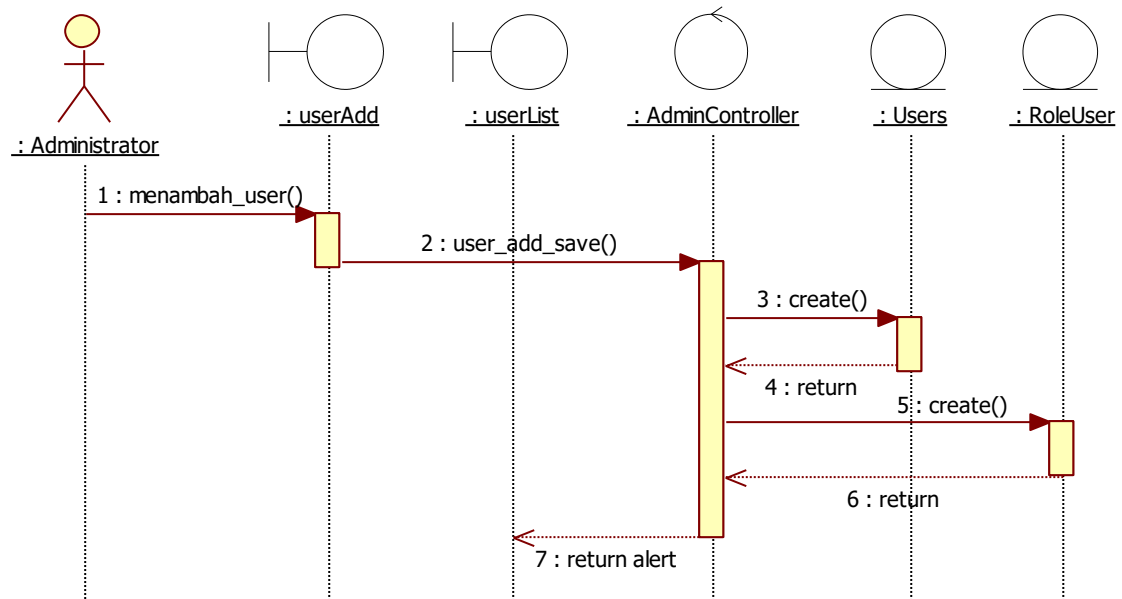 : userAdd
: userList
: AdminController
: Users
: RoleUser
: Administrator
1 : menambah_user()
2 : user_add_save()
3 : create()
4 : return
5 : create()
6 : return
7 : return alert